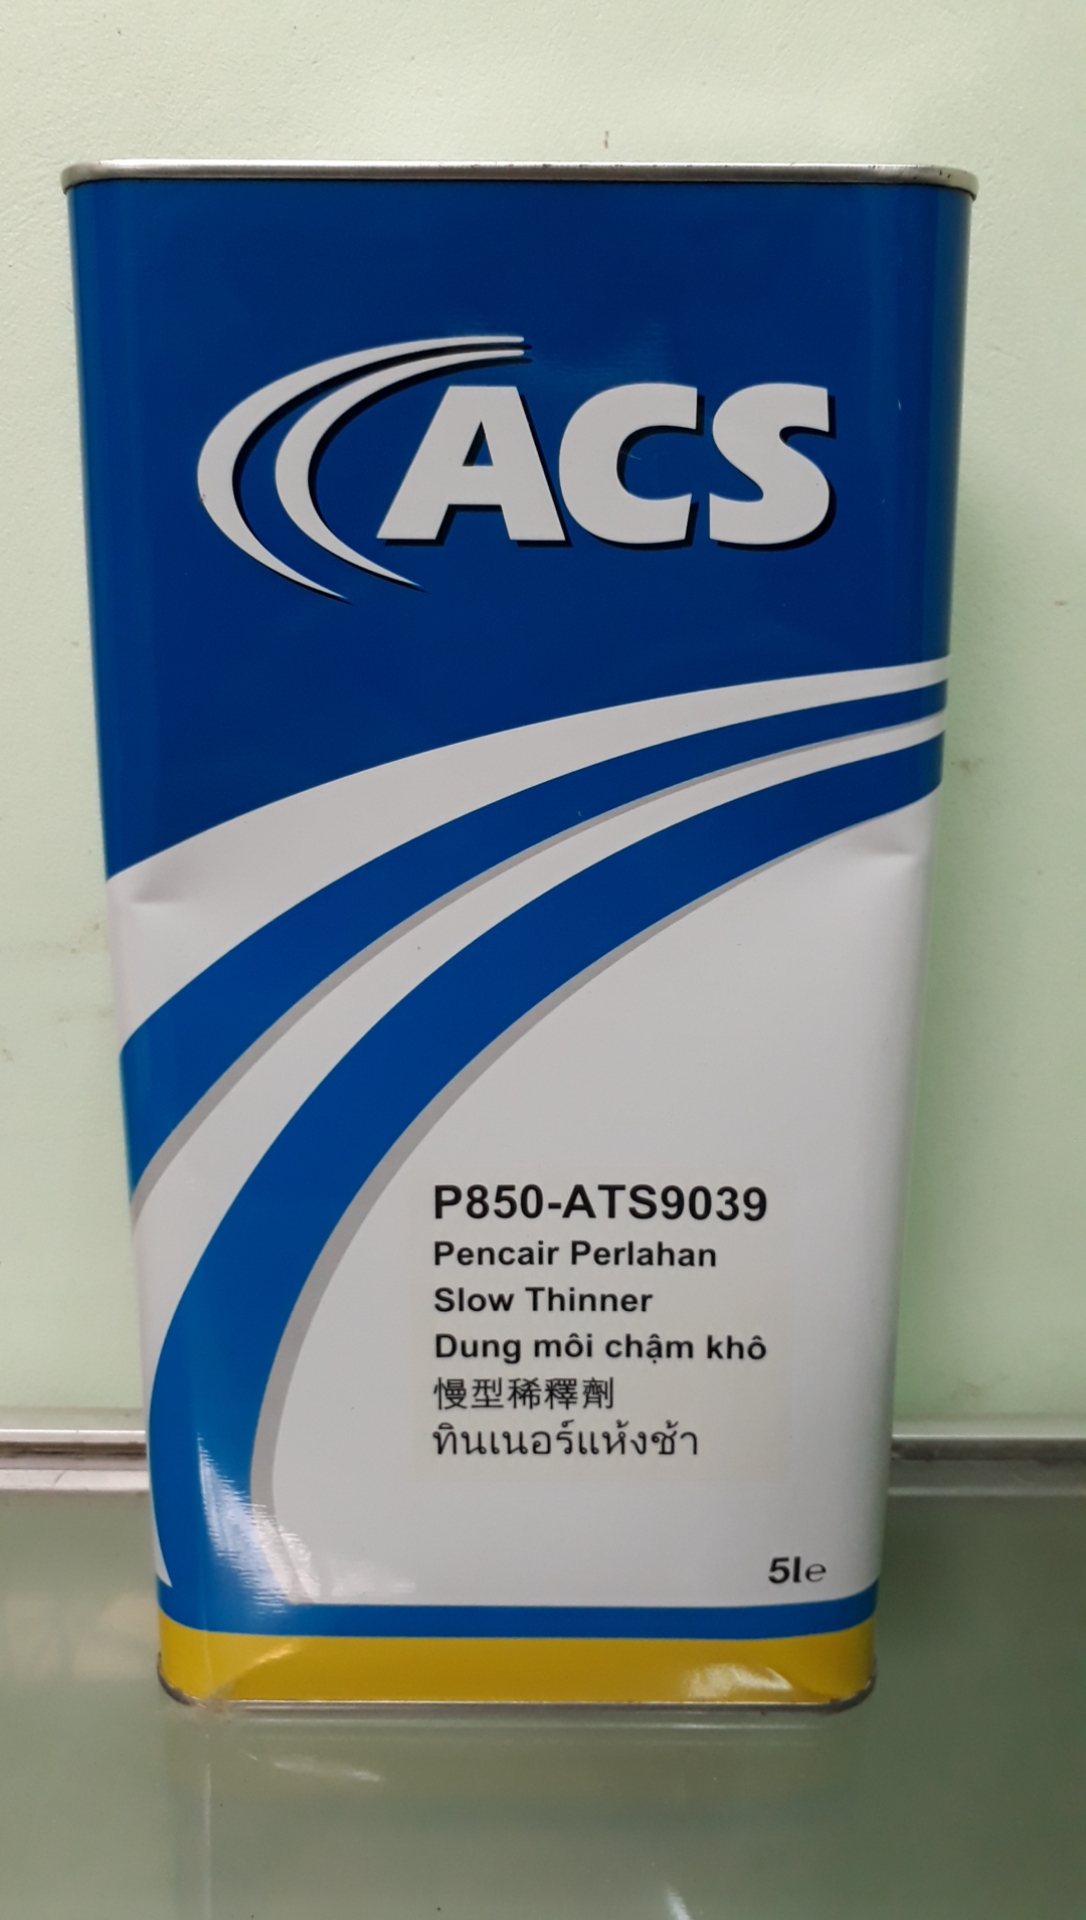 ACS
P850-ATS9039
Pencair Perlahan
Slow Thinner
Dung môi chậm khô
慢型稀釋劑
ทินเนอร์แห้งช้า
5l℮